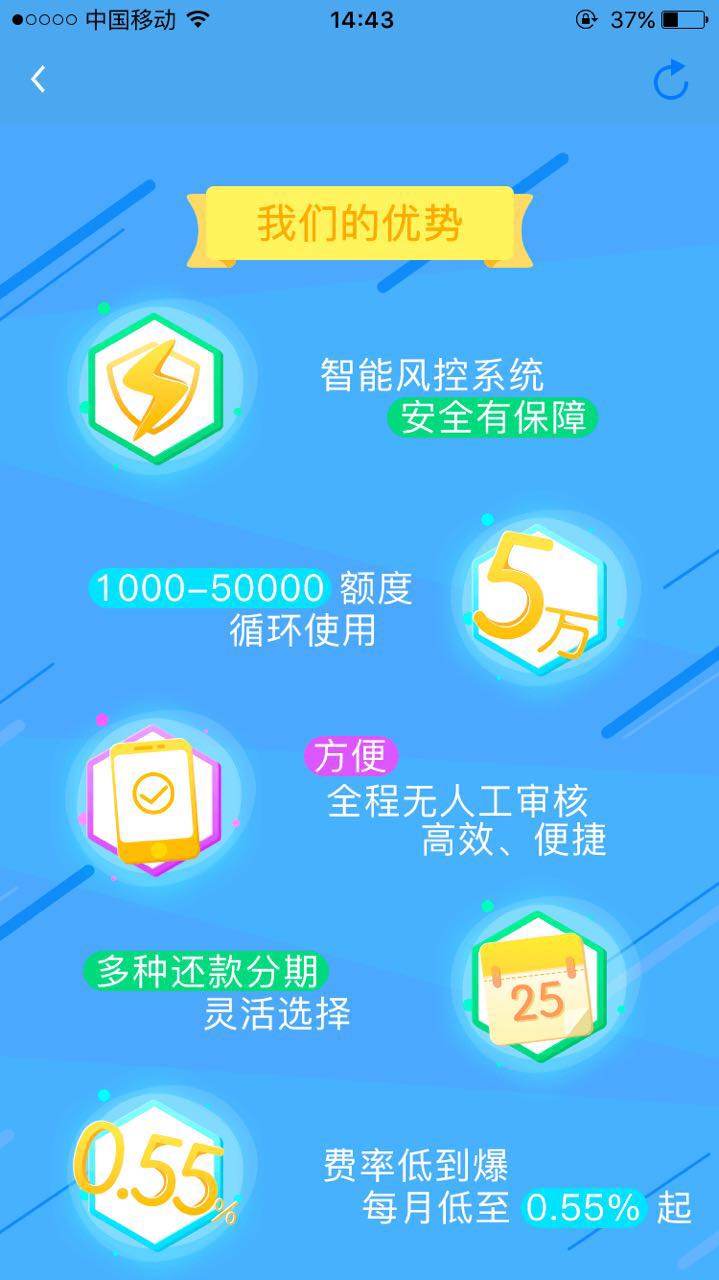 中国移动 14:43 37%
我们的优势
智能风控系统
安全有保障
1000-50000 额度
循环使用
5万
方便
全程无人工审核
高效、便捷
多种还款分期
灵活选择
25
0.55%
费率低到爆
每月低至 0.55% 起